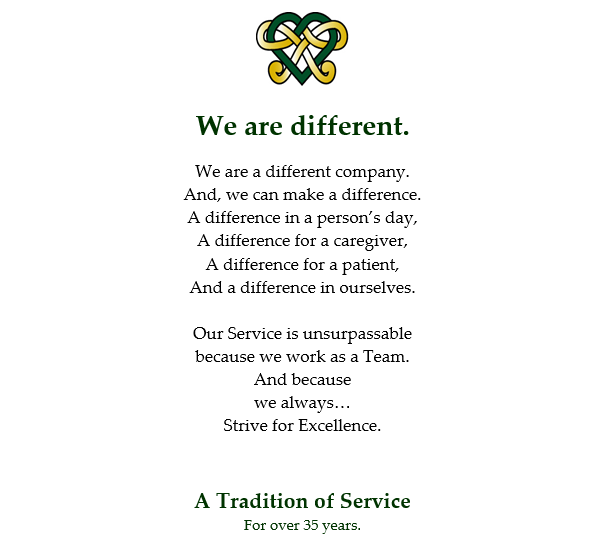 We are different.
We are a different company.
And, we can make a difference.
A difference in a person’s day,
A difference for a caregiver,
A difference for a patient,
And a difference in ourselves.
Our Service is unsurpassable
because we work as a Team.
And because
we always…
Strive for Excellence.
A Tradition of Service
For over 35 years.